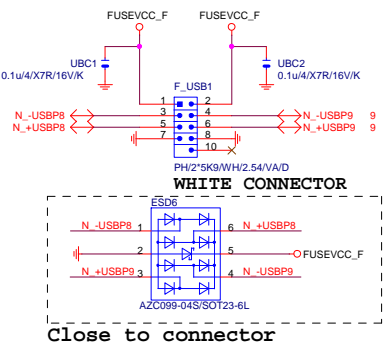 FUSEVCC_F FUSEVCC_F
UBC1 UBC2
0.1u/4/X7R/16V/K 0.1u/4/X7R/16V/K
F_USB1
1 2
N_-USBP8 3 4 N_-USBP9 9
N_+USBP8 5 6 N_+USBP9 9
7 8
10
PH/2*5K9/WH/2.54/VA/D
WHITE CONNECTOR
ESD6
N_-USBP8 1 6 N_+USBP8
2 5 FUSEVCC_F
N_+USBP9 3 4 N_-USBP9
AZC099-04S/SOT23-6L
Close to connector